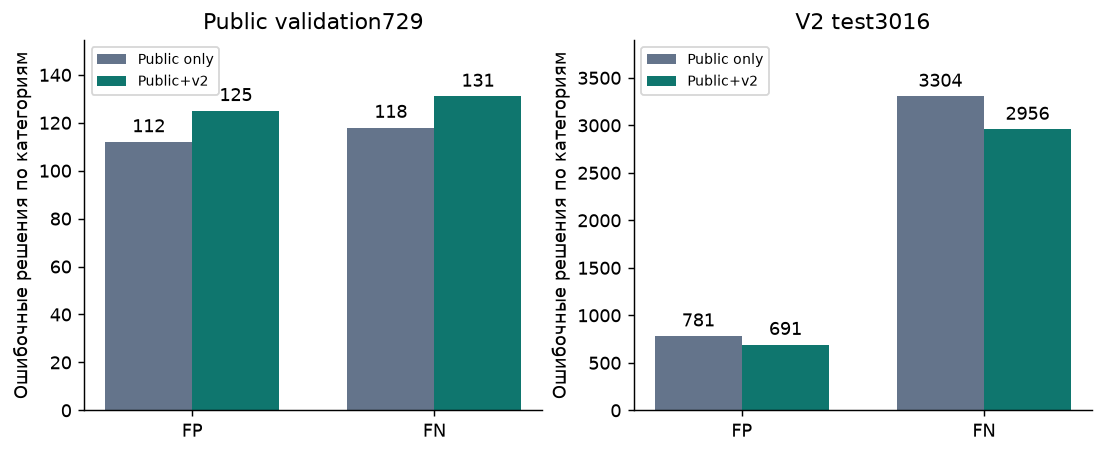 Public validation729
Ошибочные решения по категориям
140
120
100
80
60
40
20
0
Public only
Public+v2
112
125
118
131
FP
FN
V2 test3016
Ошибочные решения по категориям
3500
3000
2500
2000
1500
1000
500
0
Public only
Public+v2
781
691
3304
2956
FP
FN